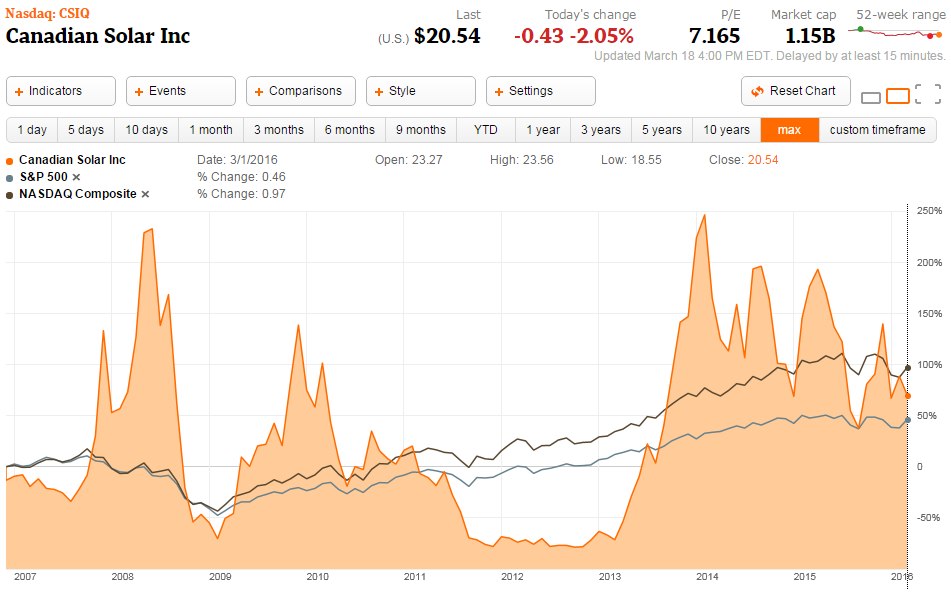 Nasdaq: CSIQ
Canadian Solar Inc
Last
(U.S.) $20.54
Today's change
-0.43 -2.05%
P/E
7.165
Market cap
1.15B
52-week range
Updated March 18 4:00 PM EDT. Delayed by at least 15 minutes.
+ Indicators + Events + Comparisons + Style + Settings Reset Chart
1 day 5 days 10 days 1 month 3 months 6 months 9 months YTD 1 year 3 years 5 years 10 years max custom timeframe
Canadian Solar Inc Date: 3/1/2016 Open: 23.27 High: 23.56 Low: 18.55 Close: 20.54
S&P 500 × % Change: 0.46
NASDAQ Composite × % Change: 0.97
250%
200%
150%
100%
50%
0
-50%
2007 2008 2009 2010 2011 2012 2013 2014 2015 2016